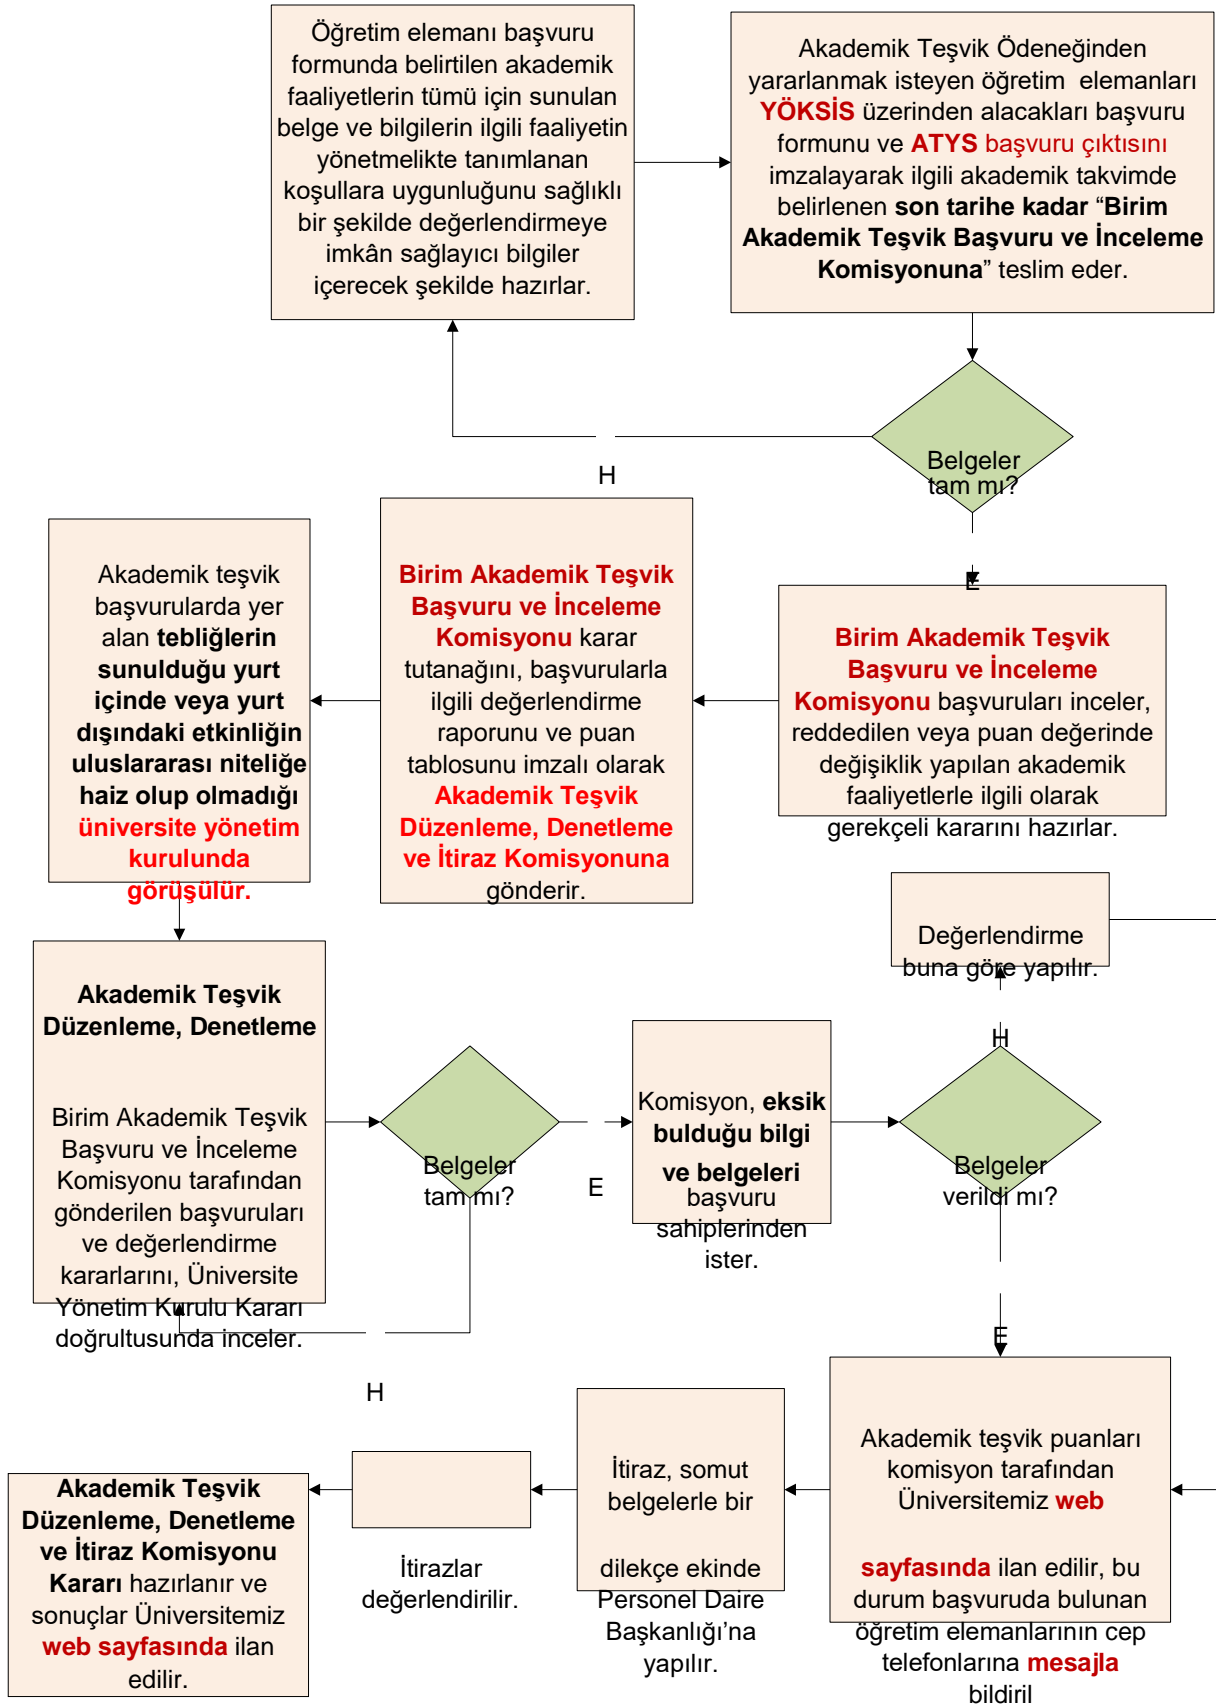 Öğretim elemanı başvuru
formunda belirtilen akademik
faaliyetlerin tümü için sunulan
belge ve bilgilerin ilgili faaliyetin
yönetmelikte tanımlanan
koşullara uygunluğunu sağlıklı
bir şekilde değerlendirmeye
imkân sağlayıcı bilgiler
içerecek şekilde hazırlar.
Akademik Teşvik Ödeneğinden
yararlanmak isteyen öğretim elemanları
YÖKSİS üzerinden alacakları başvuru
formunu ve ATYS başvuru çıktısını
imzalayarak ilgili akademik takvimde
belirlenen son tarihe kadar “Birim
Akademik Teşvik Başvuru ve İnceleme
Komisyonuna” teslim eder.
Belgeler
tam mı?
H
E
Birim Akademik Teşvik
Başvuru ve İnceleme
Komisyonu başvuruları inceler,
reddedilen veya puan değerinde
değişiklik yapılan akademik
faaliyetlerle ilgili olarak
gerekçeli kararını hazırlar.
Birim Akademik Teşvik
Başvuru ve İnceleme
Komisyonu karar
tutanağını, başvurularla
ilgili değerlendirme
raporunu ve puan
tablosunu imzalı olarak
Akademik Teşvik
Düzenleme, Denetleme
ve İtiraz Komisyonuna
gönderir.
Akademik teşvik
başvurularda yer
alan tebliğlerin
sunulduğu yurt
içinde veya yurt
dışındaki etkinliğin
uluslararası niteliğe
haiz olup olmadığı
üniversite yönetim
kurulunda
görüşülür.
Akademik Teşvik
Düzenleme, Denetleme
Birim Akademik Teşvik
Başvuru ve İnceleme
Komisyonu tarafından
gönderilen başvuruları
ve değerlendirme
kararlarını, Üniversite
Yönetim Kurulu Kararı
doğrultusunda inceler.
Belgeler
tam mı?
E
H
Komisyon, eksik
bulduğu bilgi
ve belgeleri
başvuru
sahiplerinden
ister.
Belgeler
verildi mı?
H
Değerlendirme
buna göre yapılır.
E
Akademik teşvik puanları
komisyon tarafından
Üniversitemiz web
sayfasında ilan edilir, bu
durum başvuruda bulunan
öğretim elemanlarının cep
telefonlarına mesajla
bildiril
İtiraz, somut
belgelerle bir
dilekçe ekinde
Personel Daire
Başkanlığı’na
yapılır.
İtirazlar
değerlendirilir.
Akademik Teşvik
Düzenleme, Denetleme
ve İtiraz Komisyonu
Kararı hazırlanır ve
sonuçlar Üniversitemiz
web sayfasında ilan
edilir.